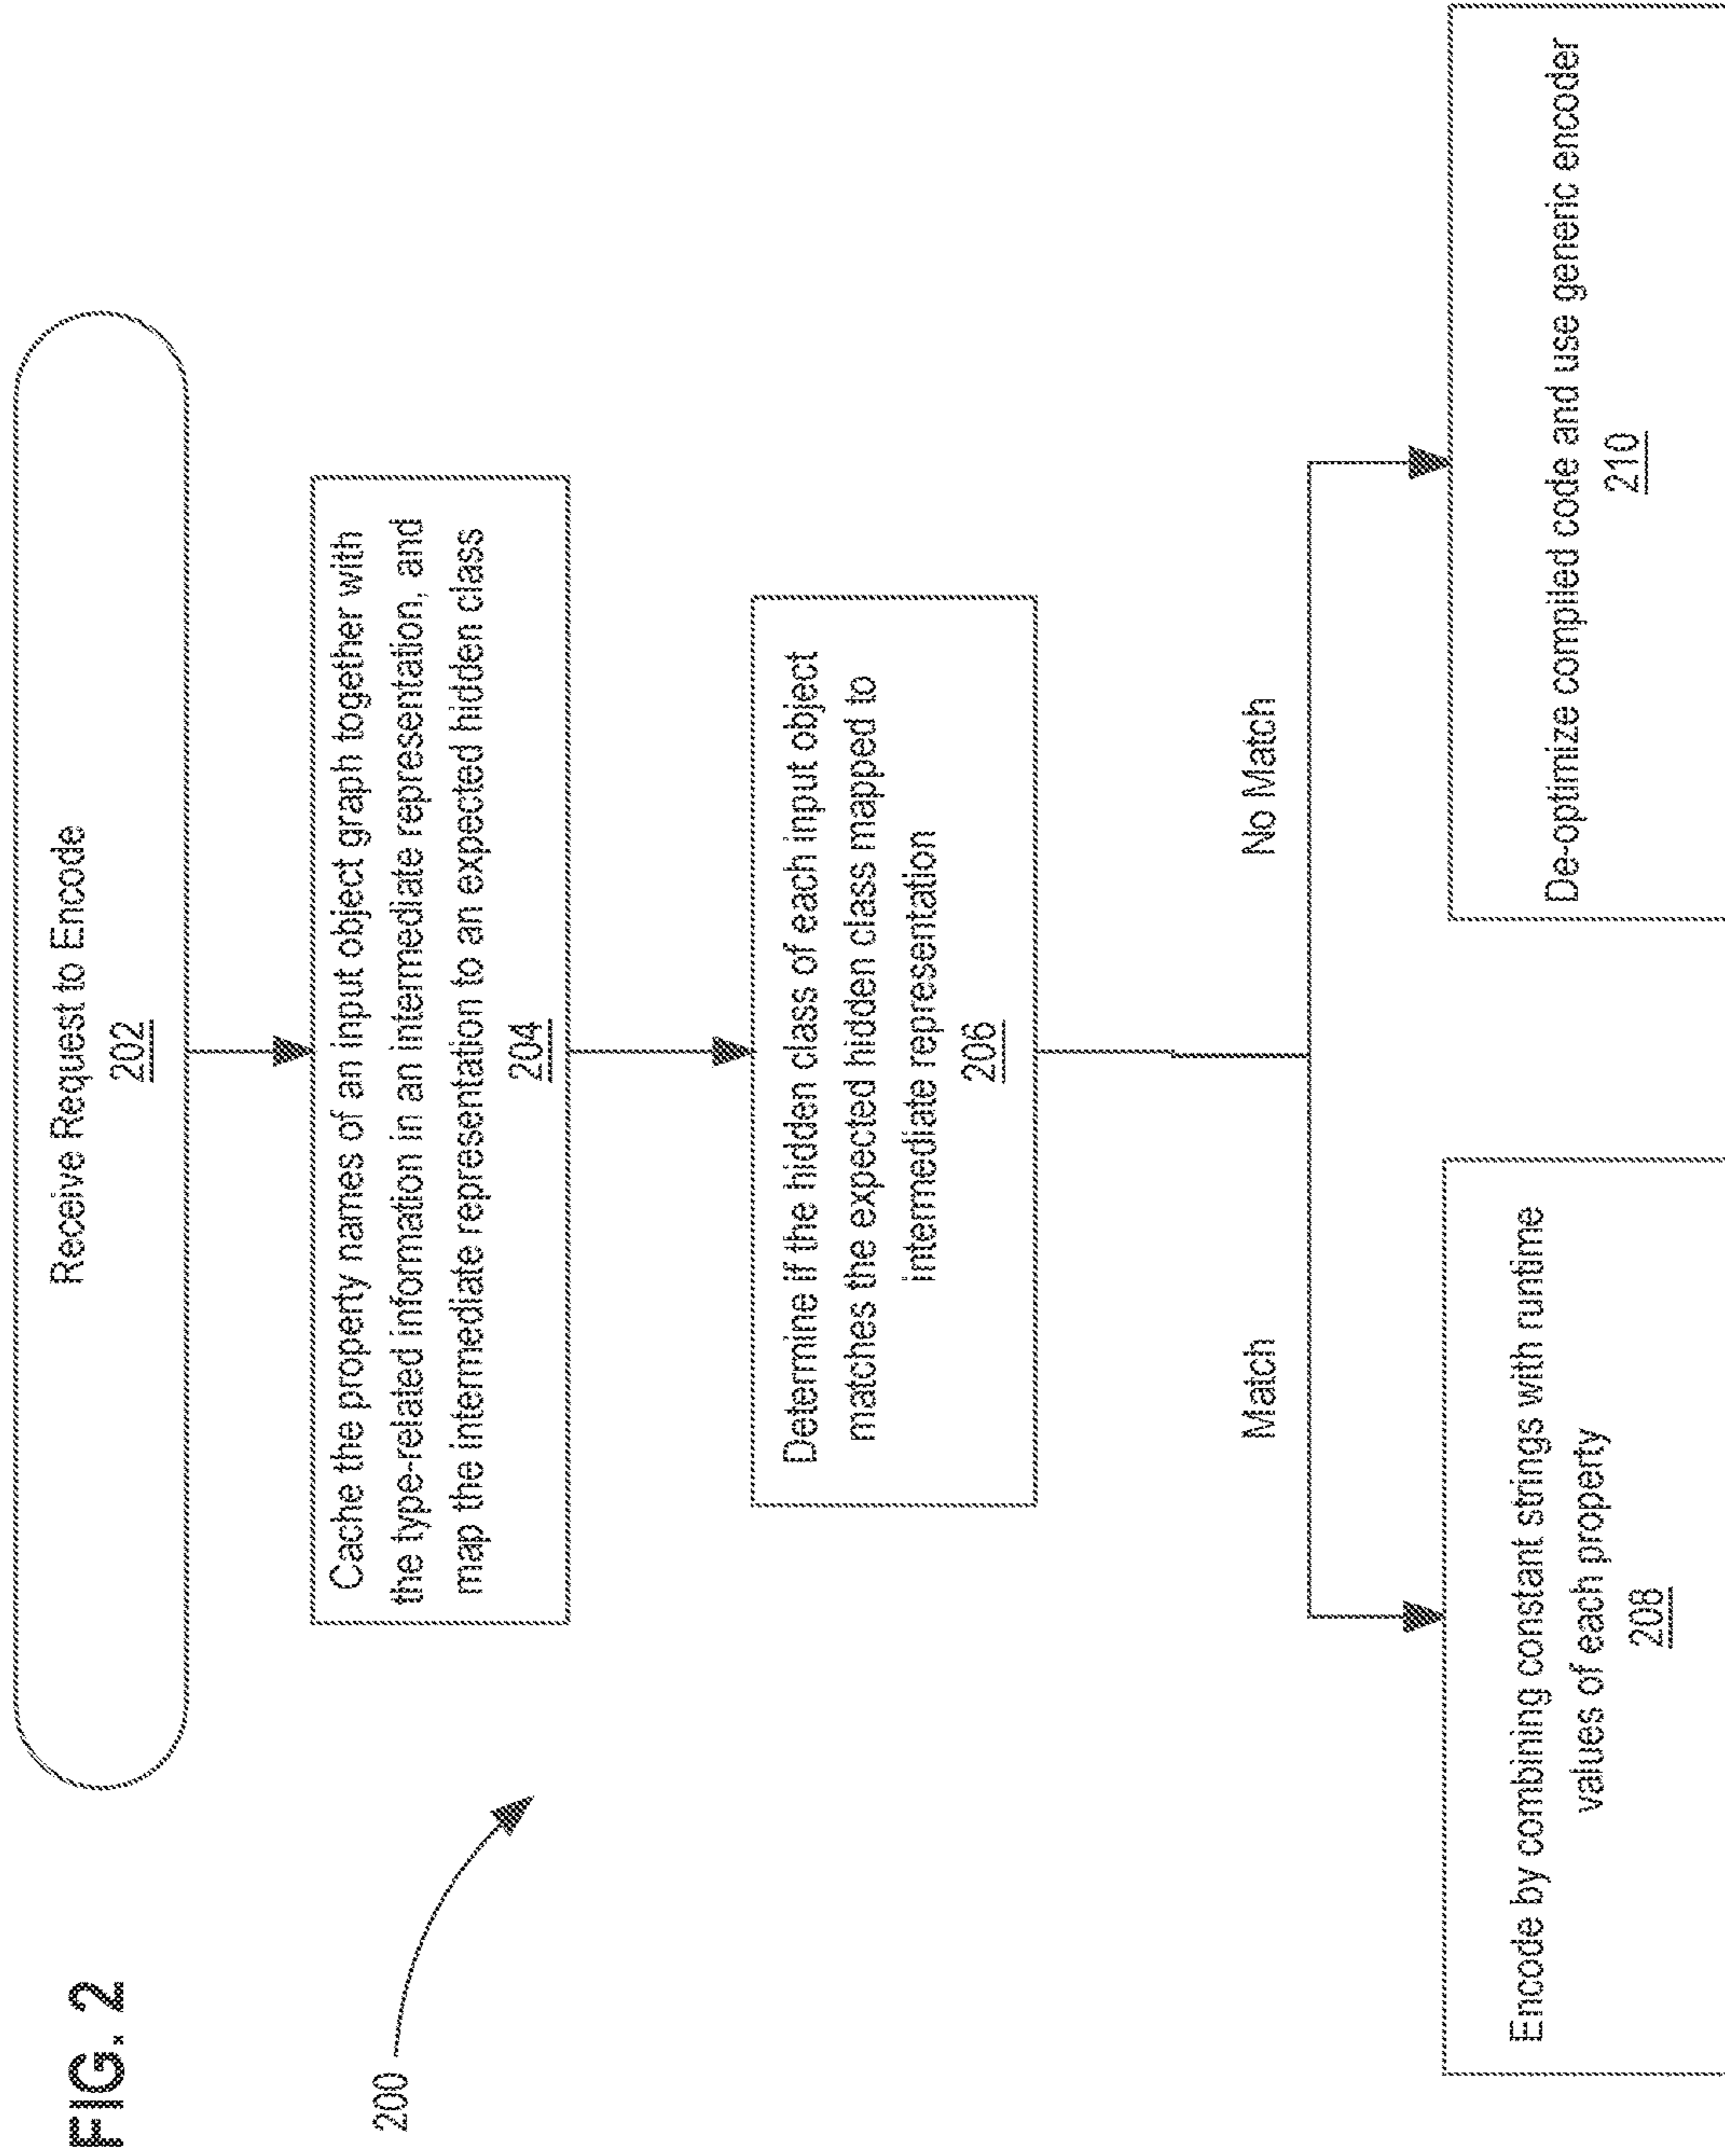 FIG. 2
200
Receive Request to Encode
202
Cache the property names of an input object graph together with
the type-related information in an intermediate representation, and
map the intermediate representation to an expected hidden class
204
Determine if the hidden class of each input object
matches the expected hidden class mapped to
intermediate representation
206
Match
No Match
Encode by combining constant strings with runtime
values of each property
208
De-optimize compiled code and use generic encoder
210